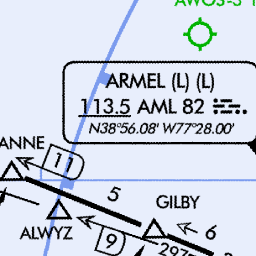 AWOS-3
ARMEL (L) (L)
113.5 AML 82
N38°56.08' W77°28.00'
ANNE
11
5
GILBY
ALWYZ
6
9
297